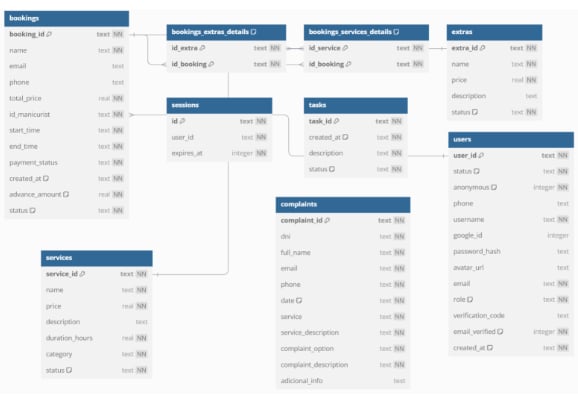 bookings
booking_id text NN
name text NN
email text
phone text
total_price real NN
id_manicurist text NN
start_time text NN
end_time text NN
payment_status text
created_at text NN
advance_amount real NN
status text NN
bookings_extras_details
id_extra text NN
id_booking text NN
bookings_services_details
id_service text NN
id_booking text NN
extras
extra_id text NN
name text NN
price real NN
description text
status text NN
sessions
id text NN
user_id text NN
expires_at integer NN
tasks
task_id text NN
created_at text NN
description text NN
status text NN
users
user_id text NN
status text NN
anonymous integer NN
phone text
username text NN
google_id integer
password_hash text
avatar_url text
email text NN
role text NN
verification_code text
email_verified integer NN
created_at text NN
complaints
complaint_id text NN
dni text NN
full_name text NN
email text NN
phone text NN
date text NN
service text NN
service_description text NN
complaint_option text NN
complaint_description text NN
adicional_info text
services
service_id text NN
name text NN
price real NN
description text
duration_hours real NN
category text NN
status text NN